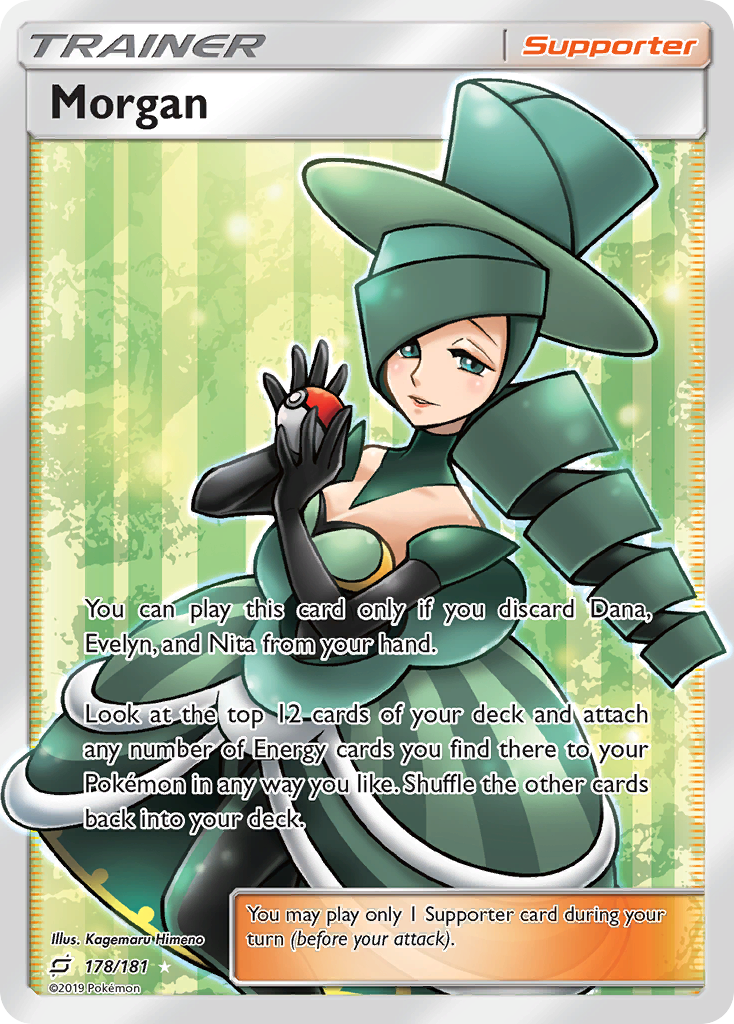 TRAINER
Supporter
Morgan
You can play this card only if you discard Dana,
Evelyn, and Nita from your hand.
Look at the top 12 cards of your deck and attach
any number of Energy cards you find there to your
Pokémon in any way you like. Shuffle the other cards
back into your deck.
You may play only 1 Supporter card during your
turn (before your attack).
Illus. Kagemaru Himeno
178/181
©2019 Pokémon